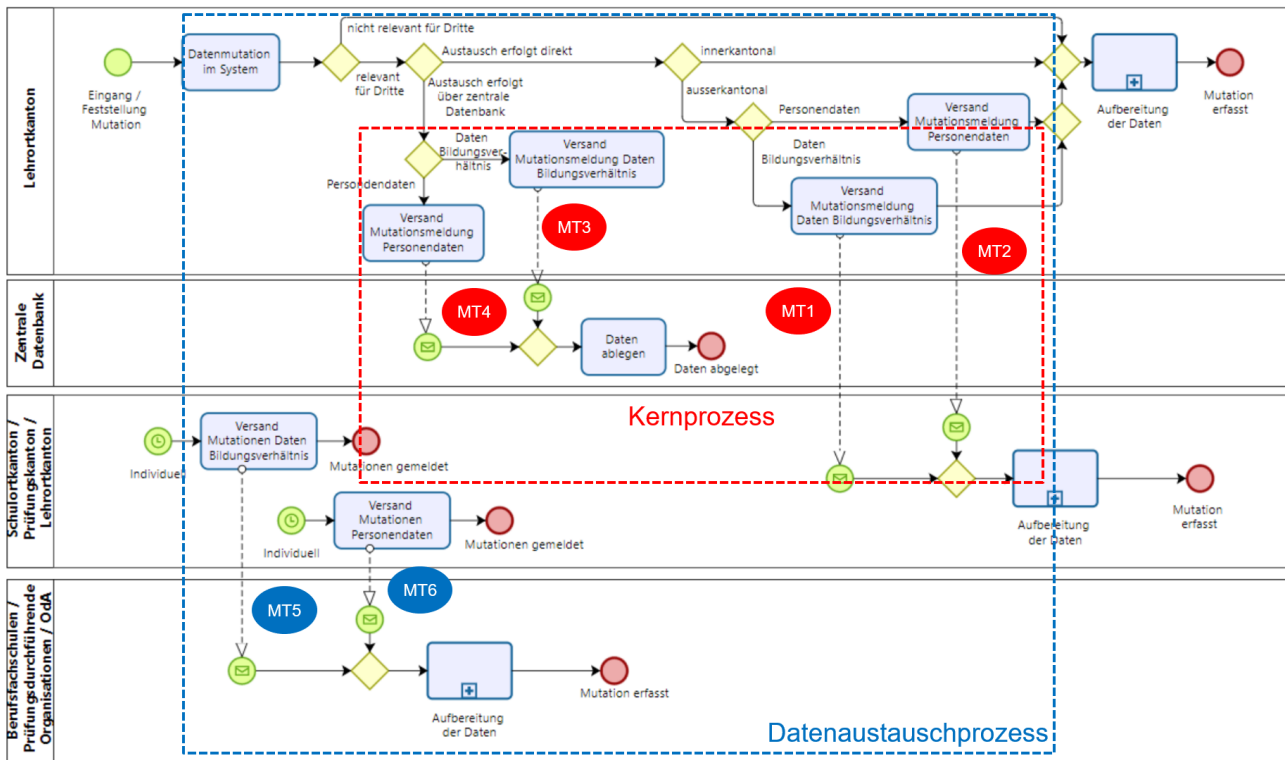 Lehrortkanton
nicht relevant für Dritte
Datenmutation
im System
relevant
für Dritte
Austausch erfolgt direkt
Austausch erfolgt
über zentrale
Datenbank
innerkantonal
ausserkantonal
Eingang /
Feststellung
Mutation
Personendaten
Versand
Mutationsmeldung
Personendaten
Aufbereitung
der Daten
Mutation
erfasst
Daten
Bildungsver-
hältnis
Versand
Mutationsmeldung Daten
Bildungsverhältnis
Daten
Bildungsverhältnis
Persondendaten
Versand
Mutationsmeldung
Personendaten
Versand
Mutationsmeldung
Daten Bildungsverhältnis
MT3
MT2
Zentrale
Datenbank
MT4
MT1
Daten
ablegen
Daten abgelegt
Schulortkanton /
Prüfungskanton /
Lehrortkanton
Kernprozess
Versand
Mutationen Daten
Bildungsverhältnis
Individuell
Mutationen gemeldet
Versand
Mutationen
Personendaten
Individuell
Mutationen gemeldet
Aufbereitung
der Daten
Mutation
erfasst
Berufsfachschulen /
Prüfungsdurchführende
Organisationen / OdA
MT5
MT6
Aufbereitung
der Daten
Mutation erfasst
Datenaustauschprozess